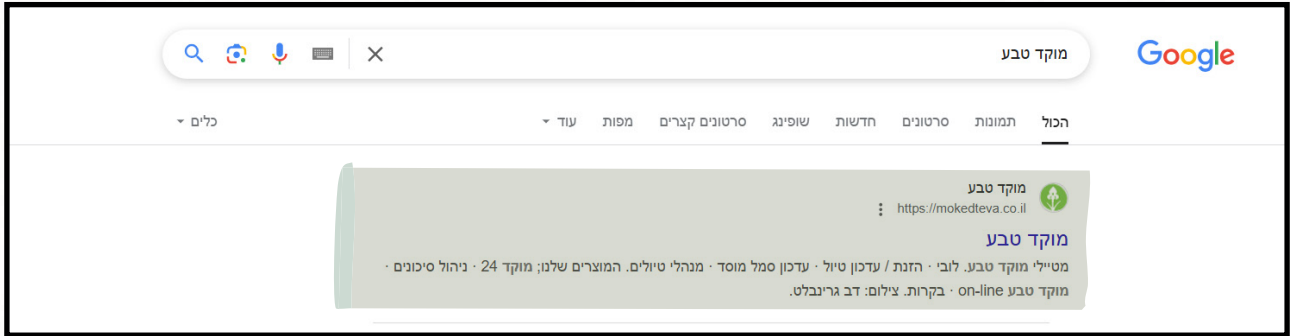 Google
מוקד טבע
הכול תמונות סרטונים חדשות שופינג סרטונים קצרים מפות עוד כלים
מוקד טבע
https://mokedteva.co.il
מוקד טבע
מטיילי מוקד טבע. לובי · הזנת / עדכון טיול · עדכון סמל מוסד · מנהלי טיולים. המוצרים שלנו; מוקד 24 · ניהול סיכונים ·
מוקד טבע on-line · בקרות. צילום: דב גרינבלט.